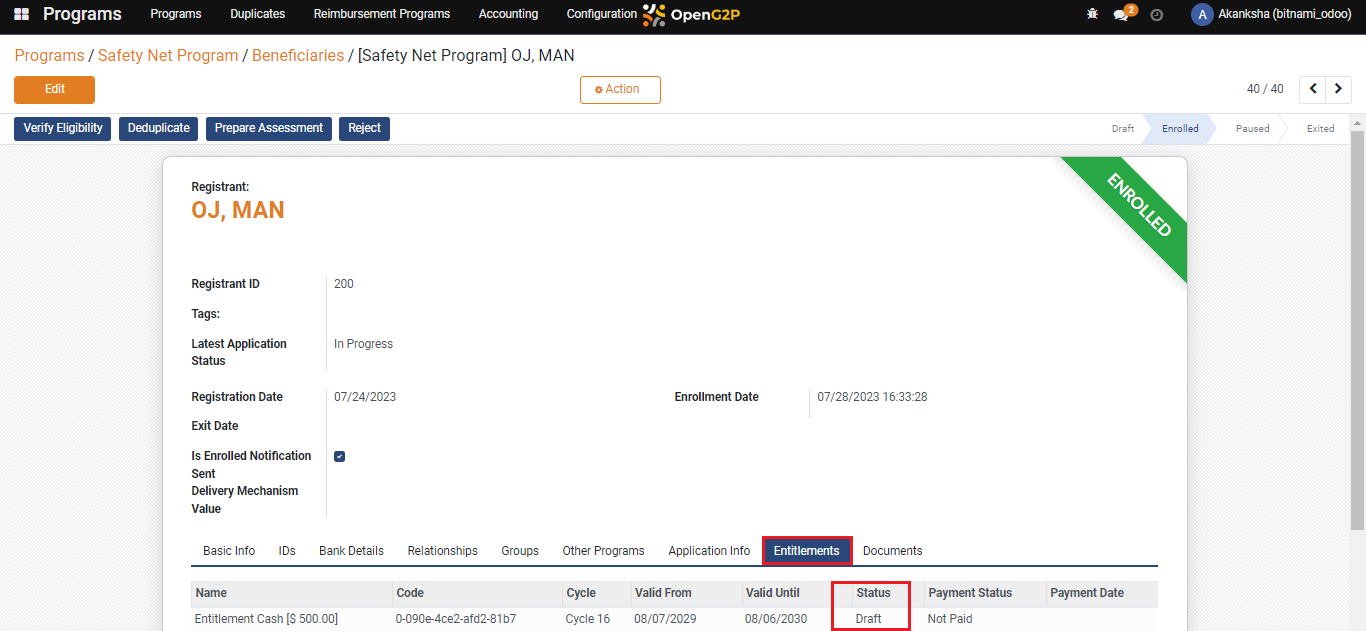 Programs Programs Duplicates Reimbursement Programs Accounting Configuration OpenG2P 2 A Akanksha (bitnami_odoo)
Programs / Safety Net Program / Beneficiaries / [Safety Net Program] OJ, MAN
Edit Action 40 / 40
Verify Eligibility Deduplicate Prepare Assessment Reject Draft Enrolled Paused Exited
ENROLLED
Registrant:
OJ, MAN
Registrant ID 200
Tags:
Latest Application In Progress
Status
Registration Date 07/24/2023 Enrollment Date 07/28/2023 16:33:28
Exit Date
Is Enrolled Notification
Sent
Delivery Mechanism
Value
Basic Info IDs Bank Details Relationships Groups Other Programs Application Info Entitlements Documents
Name Code Cycle Valid From Valid Until Status Payment Status Payment Date
Entitlement Cash [$ 500.00] 0-090e-4ce2-afd2-81b7 Cycle 16 08/07/2029 08/06/2030 Draft Not Paid